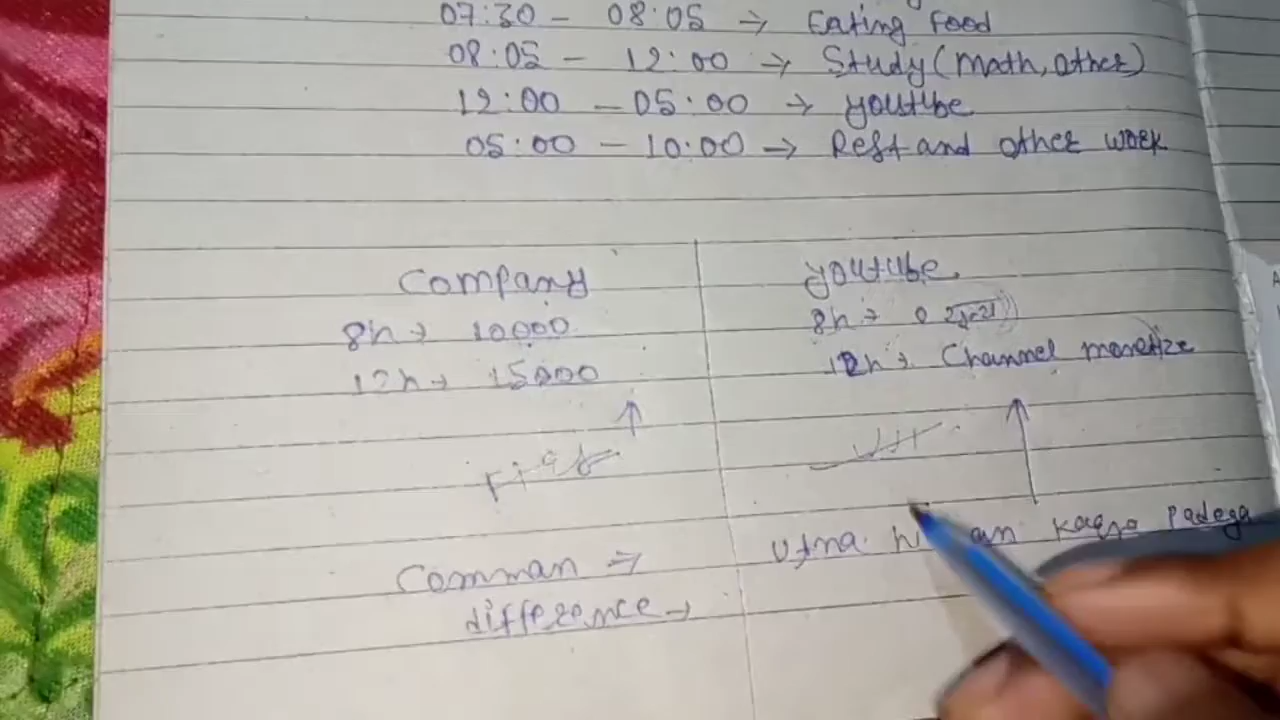 07:30 - 08:05 → Eating Food
08:05 - 12:00 → Study (Math, Other)
12:00 - 05:00 → youtube
05:00 - 10:00 → Rest and other work
Company
8h → 10000
12h → 15000
youtube
8h → 0
12h → Channel monetize
Comman →
difference →
Utna padega